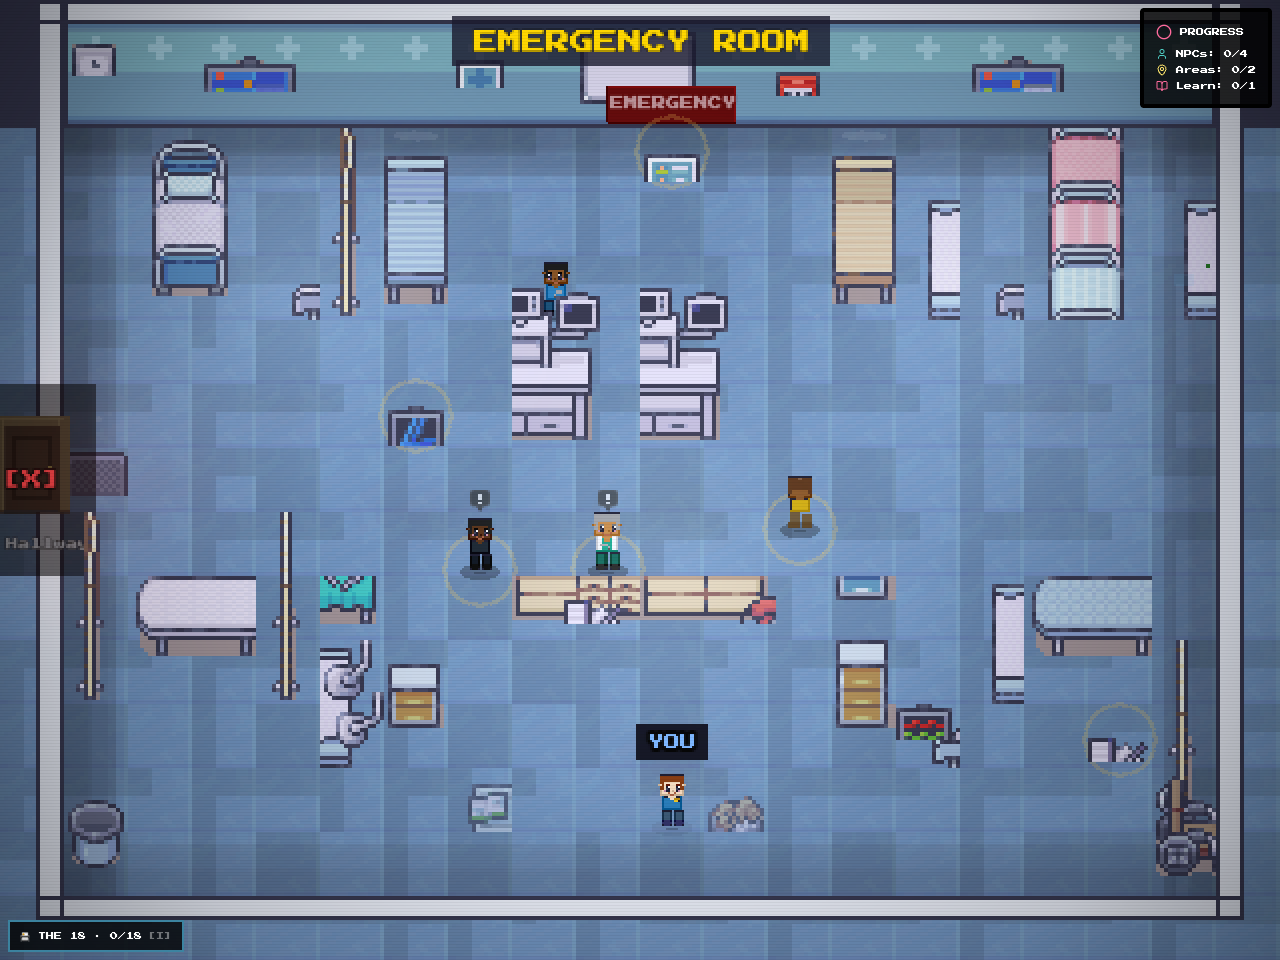 EMERGENCY ROOM
PROGRESS
NPCs: 0/4
Areas: 0/2
Learn: 0/1
EMERGENCY
[X]
Hallway
!
!
YOU
THE 18 · 0/18 [I]